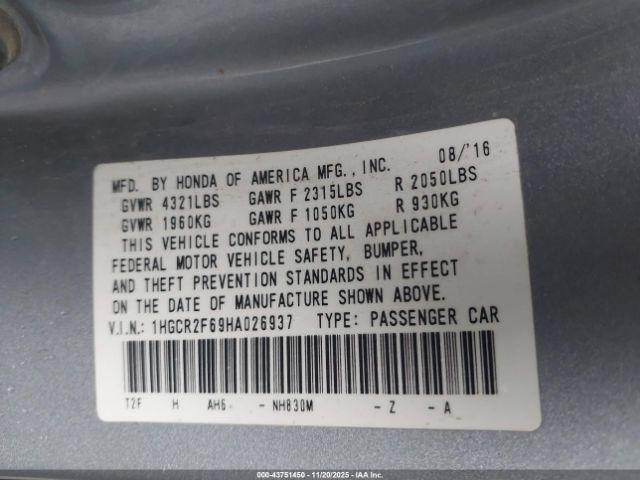 MFD. BY HONDA OF AMERICA MFG., INC. 08/'16
GVWR 4321LBS GAWR F 2315LBS R 2050LBS
GVWR 1960KG GAWR F 1050KG R 930KG
THIS VEHICLE CONFORMS TO ALL APPLICABLE
FEDERAL MOTOR VEHICLE SAFETY, BUMPER,
AND THEFT PREVENTION STANDARDS IN EFFECT
ON THE DATE OF MANUFACTURE SHOWN ABOVE.
V.I.N.: 1HGCR2F69HA026937 TYPE: PASSENGER CAR
T2F H AH6 - NH830M - Z - A
000-43751450 - 11/20/2025 - IAA Inc.